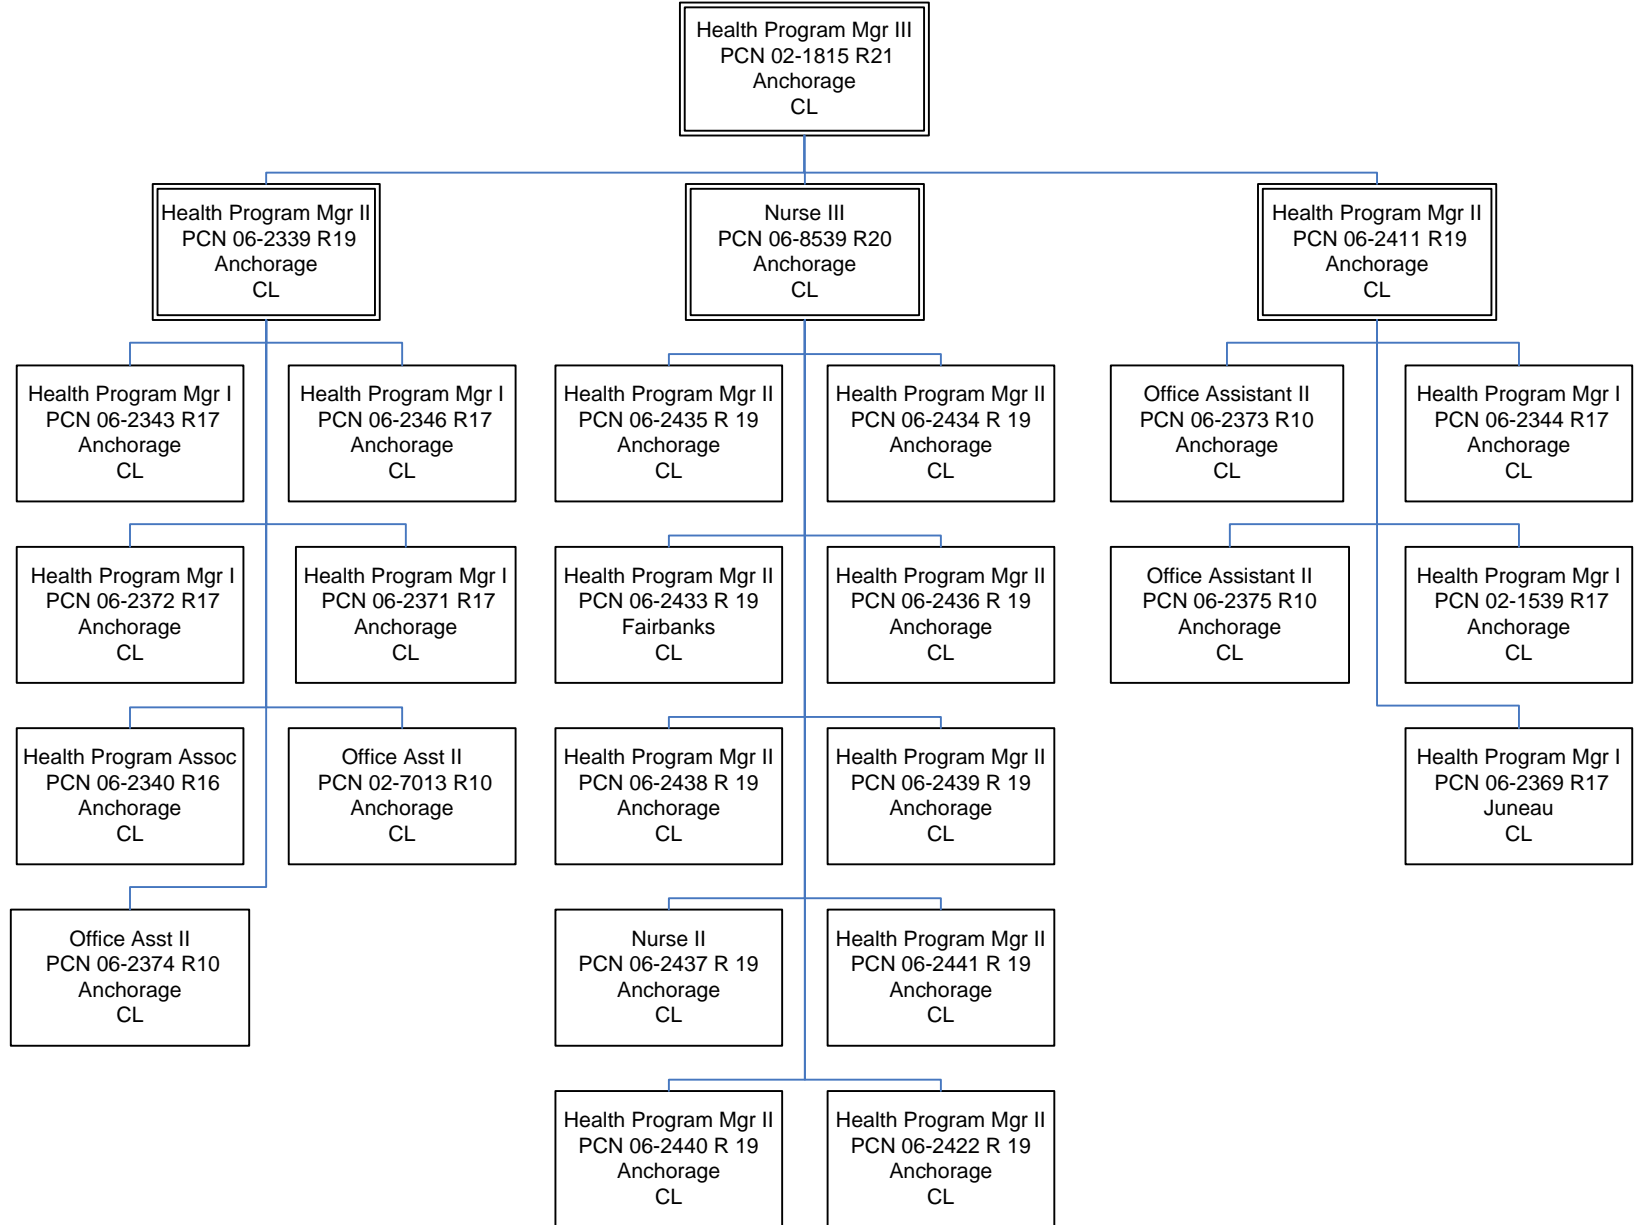 Health Program Mgr III
PCN 02-1815 R21
Anchorage
CL
Health Program Mgr II
PCN 06-2339 R19
Anchorage
CL
Nurse III
PCN 06-8539 R20
Anchorage
CL
Health Program Mgr II
PCN 06-2411 R19
Anchorage
CL
Health Program Mgr I
PCN 06-2343 R17
Anchorage
CL
Health Program Mgr I
PCN 06-2346 R17
Anchorage
CL
Health Program Mgr II
PCN 06-2435 R 19
Anchorage
CL
Health Program Mgr II
PCN 06-2434 R 19
Anchorage
CL
Office Assistant II
PCN 06-2373 R10
Anchorage
CL
Health Program Mgr I
PCN 06-2344 R17
Anchorage
CL
Health Program Mgr I
PCN 06-2372 R17
Anchorage
CL
Health Program Mgr I
PCN 06-2371 R17
Anchorage
CL
Health Program Mgr II
PCN 06-2433 R 19
Fairbanks
CL
Health Program Mgr II
PCN 06-2436 R 19
Anchorage
CL
Office Assistant II
PCN 06-2375 R10
Anchorage
CL
Health Program Mgr I
PCN 02-1539 R17
Anchorage
CL
Health Program Assoc
PCN 06-2340 R16
Anchorage
CL
Office Asst II
PCN 02-7013 R10
Anchorage
CL
Health Program Mgr II
PCN 06-2438 R 19
Anchorage
CL
Health Program Mgr II
PCN 06-2439 R 19
Anchorage
CL
Health Program Mgr I
PCN 06-2369 R17
Juneau
CL
Office Asst II
PCN 06-2374 R10
Anchorage
CL
Nurse II
PCN 06-2437 R 19
Anchorage
CL
Health Program Mgr II
PCN 06-2441 R 19
Anchorage
CL
Health Program Mgr II
PCN 06-2440 R 19
Anchorage
CL
Health Program Mgr II
PCN 06-2422 R 19
Anchorage
CL